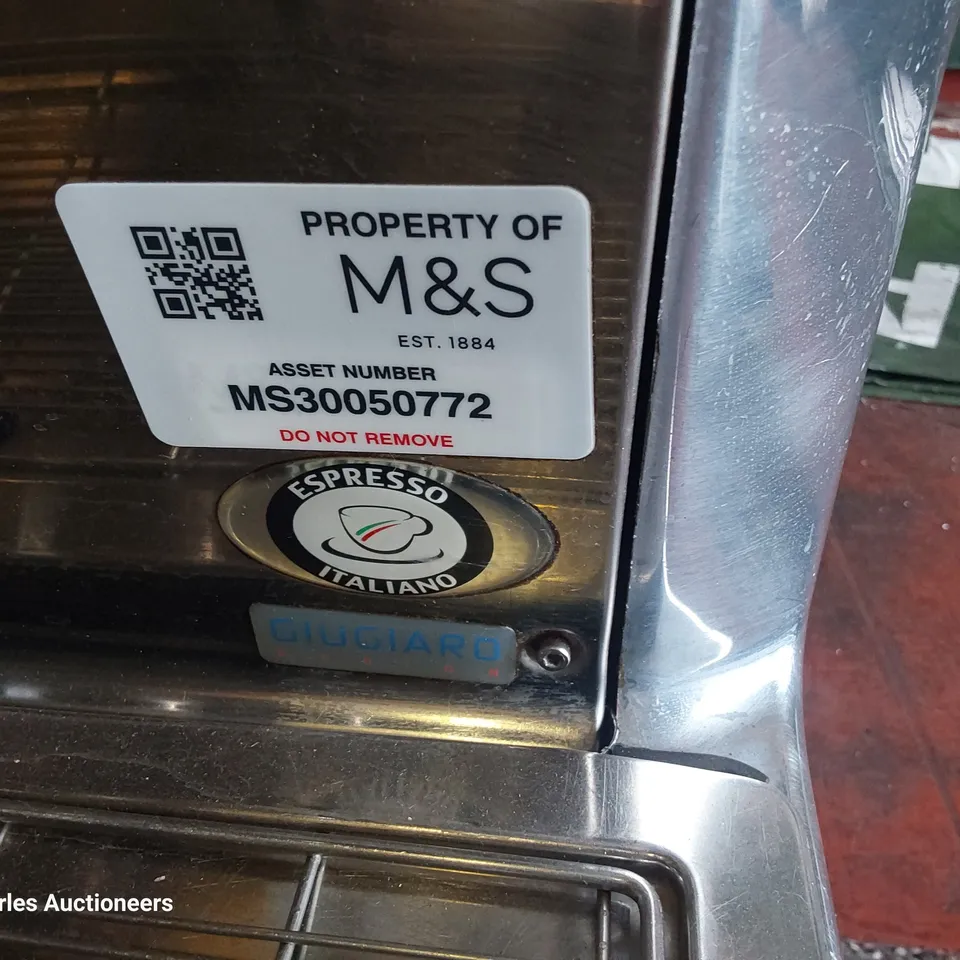 PROPERTY OF
M&S
EST. 1884
ASSET NUMBER
MS30050772
DO NOT REMOVE
ESPRESSO
ITALIANO
GIUGIARO
rles Auctioneers